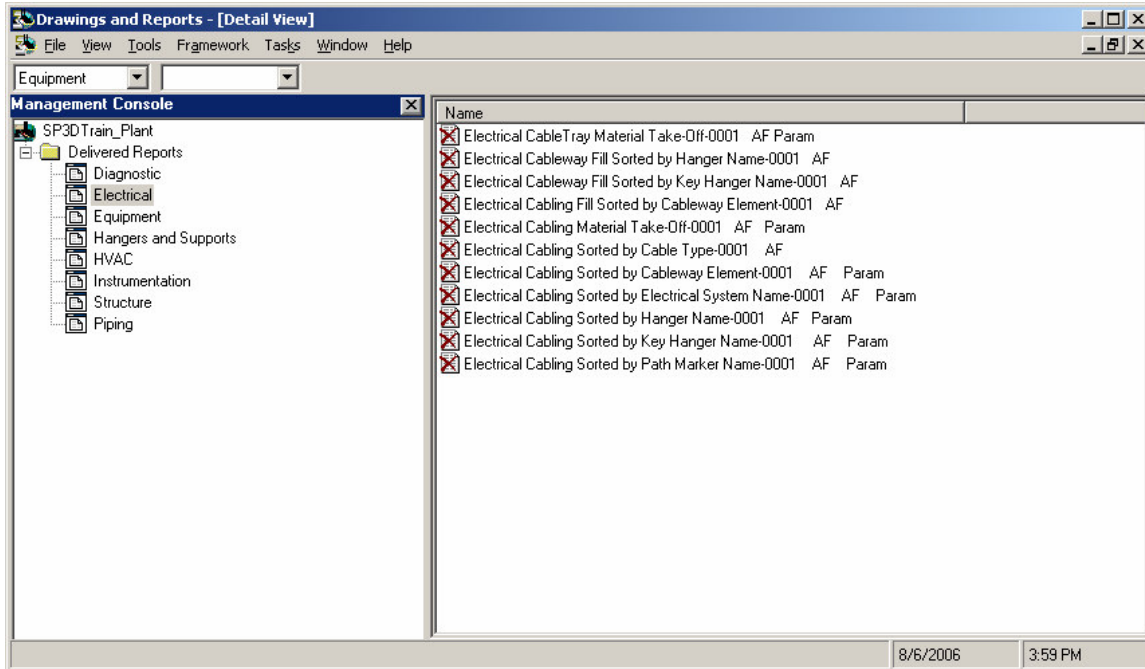 Drawings and Reports - [Detail View]
File View Tools Framework Tasks Window Help
Equipment
Management Console
SP3DTrain_Plant
Delivered Reports
Diagnostic
Electrical
Equipment
Hangers and Supports
HVAC
Instrumentation
Structure
Piping
Name
Electrical CableTray Material Take-Off-0001 AF Param
Electrical Cableway Fill Sorted by Hanger Name-0001 AF
Electrical Cableway Fill Sorted by Key Hanger Name-0001 AF
Electrical Cabling Fill Sorted by Cableway Element-0001 AF
Electrical Cabling Material Take-Off-0001 AF Param
Electrical Cabling Sorted by Cable Type-0001 AF
Electrical Cabling Sorted by Cableway Element-0001 AF Param
Electrical Cabling Sorted by Electrical System Name-0001 AF Param
Electrical Cabling Sorted by Hanger Name-0001 AF Param
Electrical Cabling Sorted by Key Hanger Name-0001 AF Param
Electrical Cabling Sorted by Path Marker Name-0001 AF Param
8/6/2006 3:59 PM